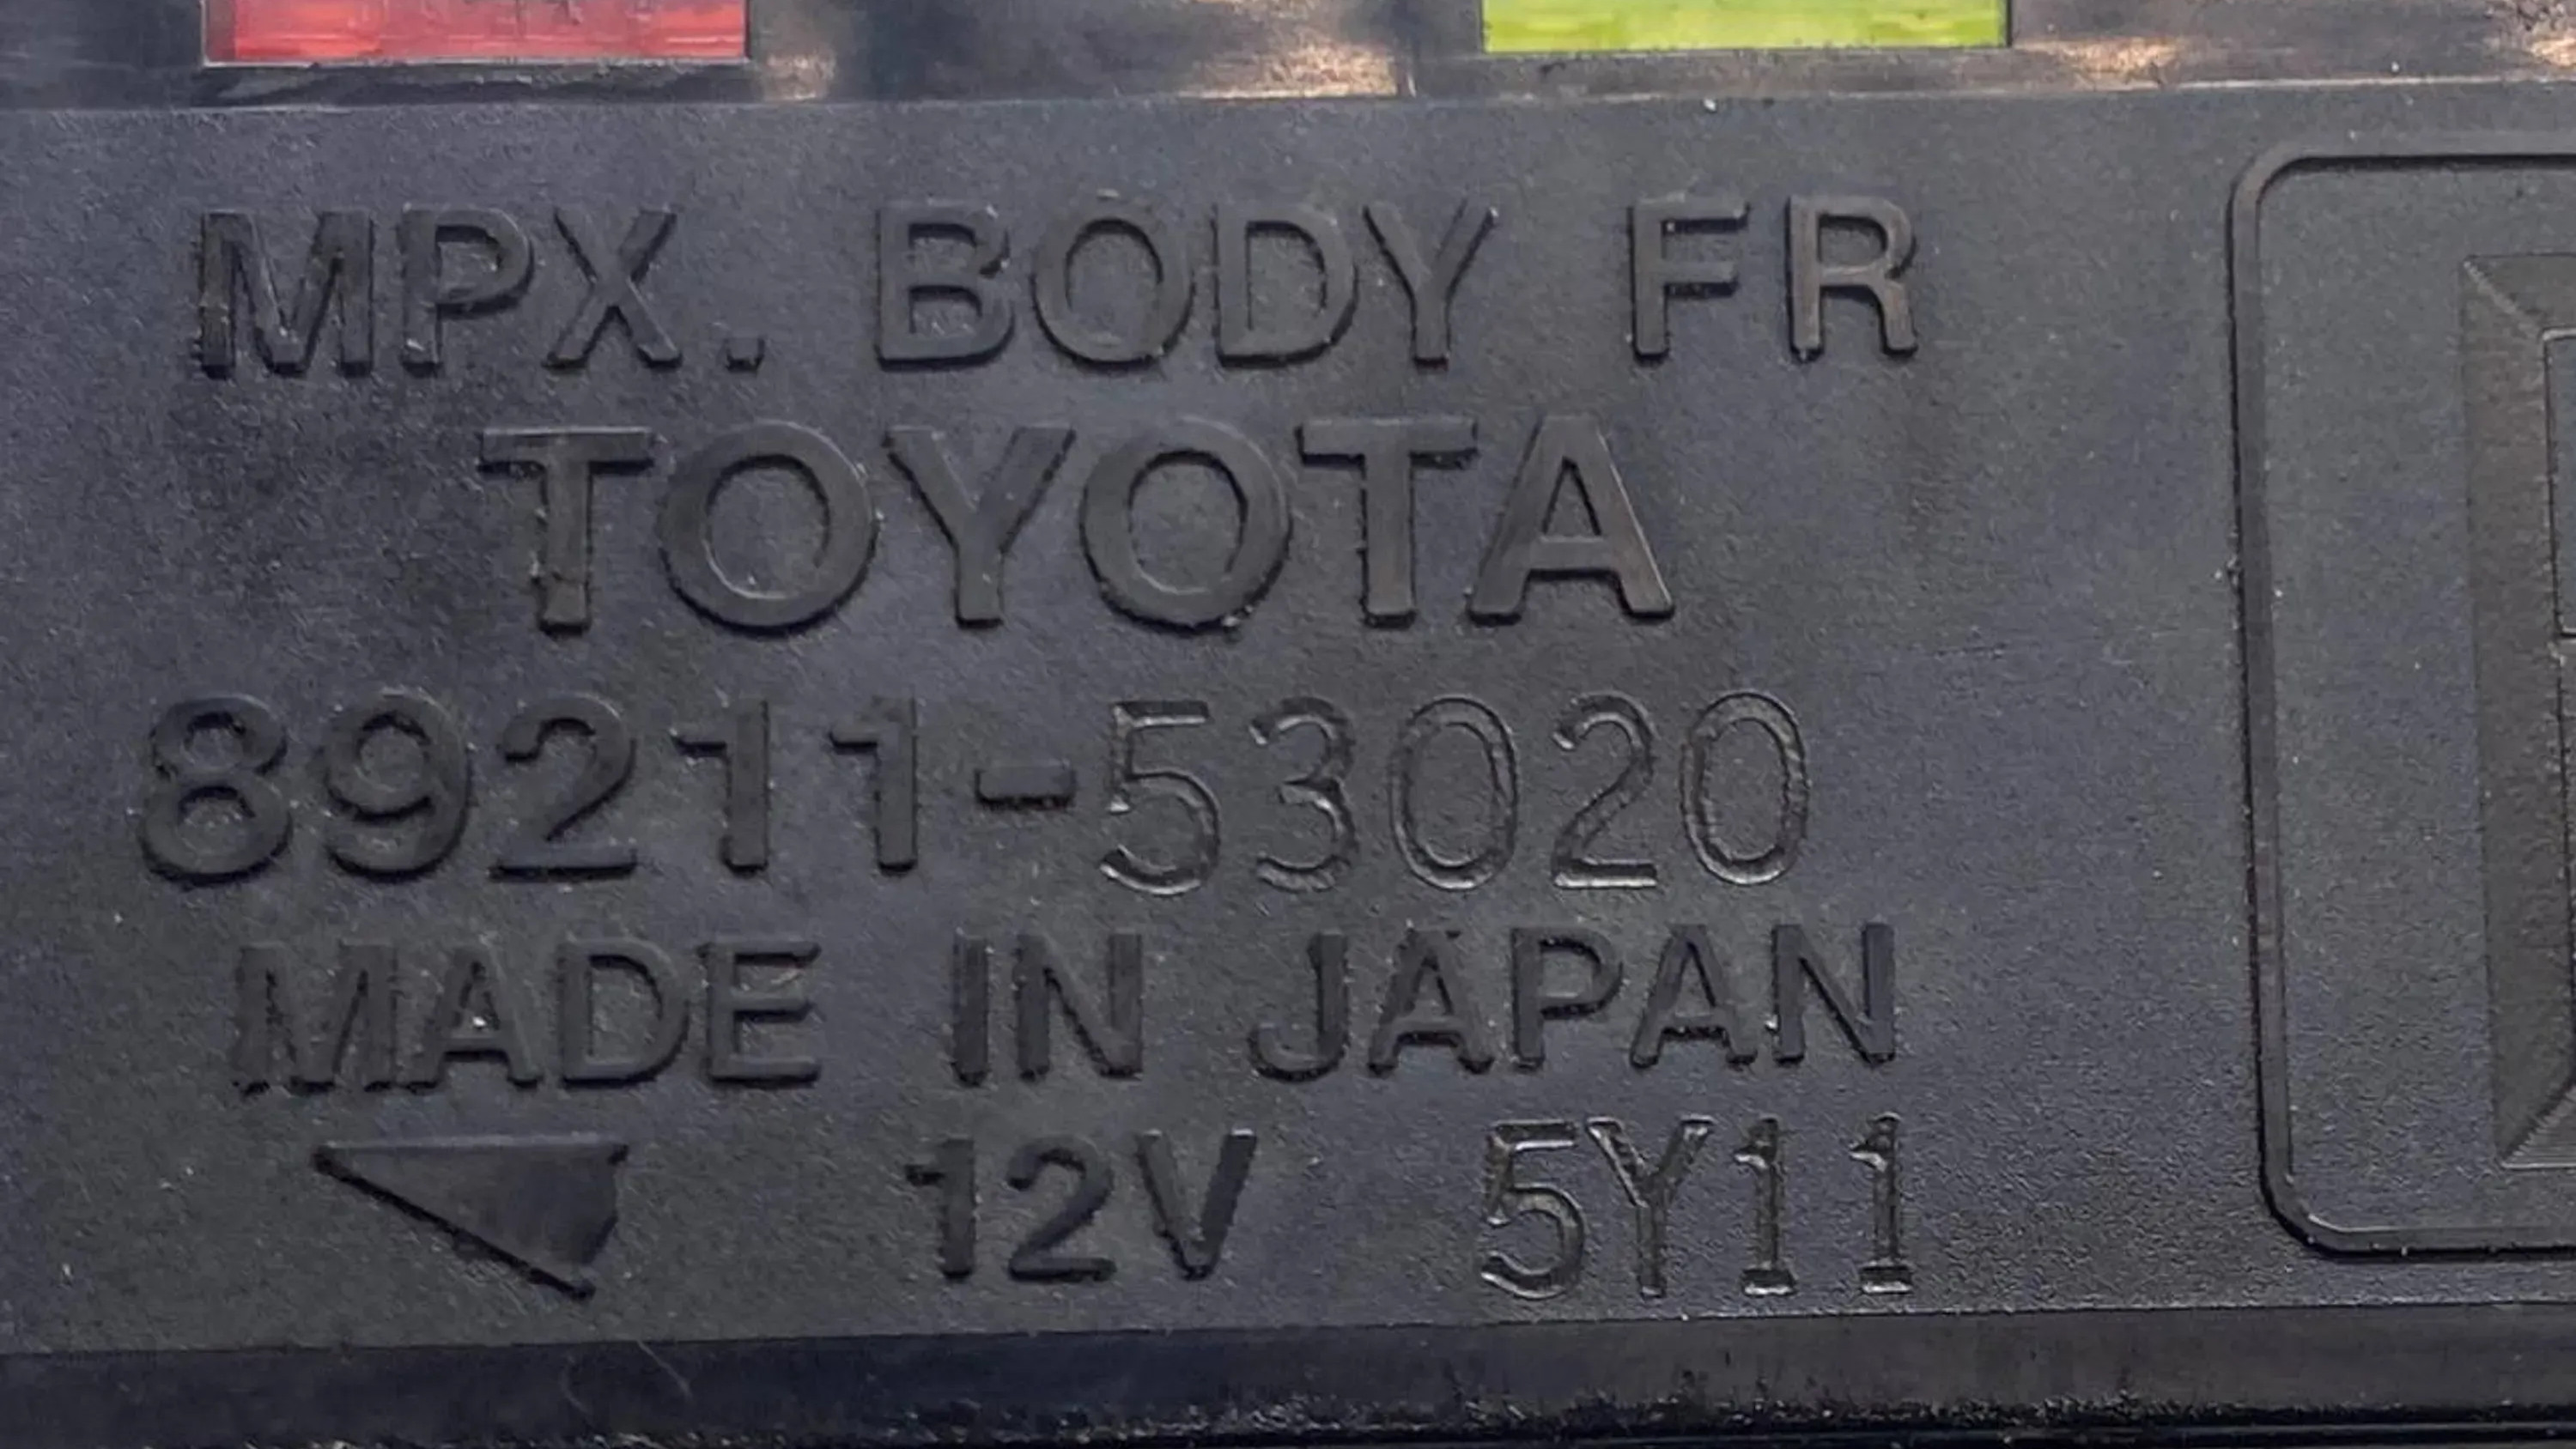 MPX. BODY FR
TOYOTA
89211-53020
MADE IN JAPAN
12V 5Y11